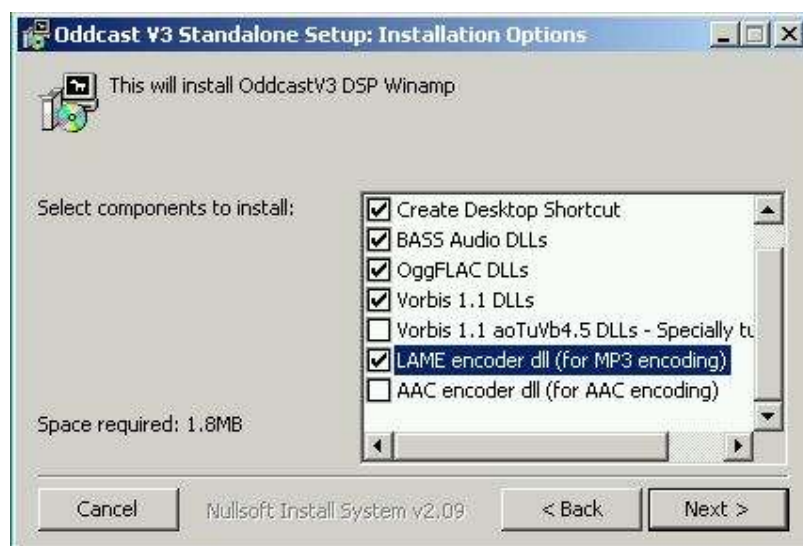 Oddcast V3 Standalone Setup: Installation Options
This will install OddcastV3 DSP Winamp
Select components to install:
Create Desktop Shortcut
BASS Audio DLLs
OggFLAC DLLs
Vorbis 1.1 DLLs
Vorbis 1.1 aoTuVb4.5 DLLs - Specially tu
LAME encoder dll (for MP3 encoding)
AAC encoder dll (for AAC encoding)
Space required: 1.8MB
Cancel
Nullsoft Install System v2.09
< Back
Next >